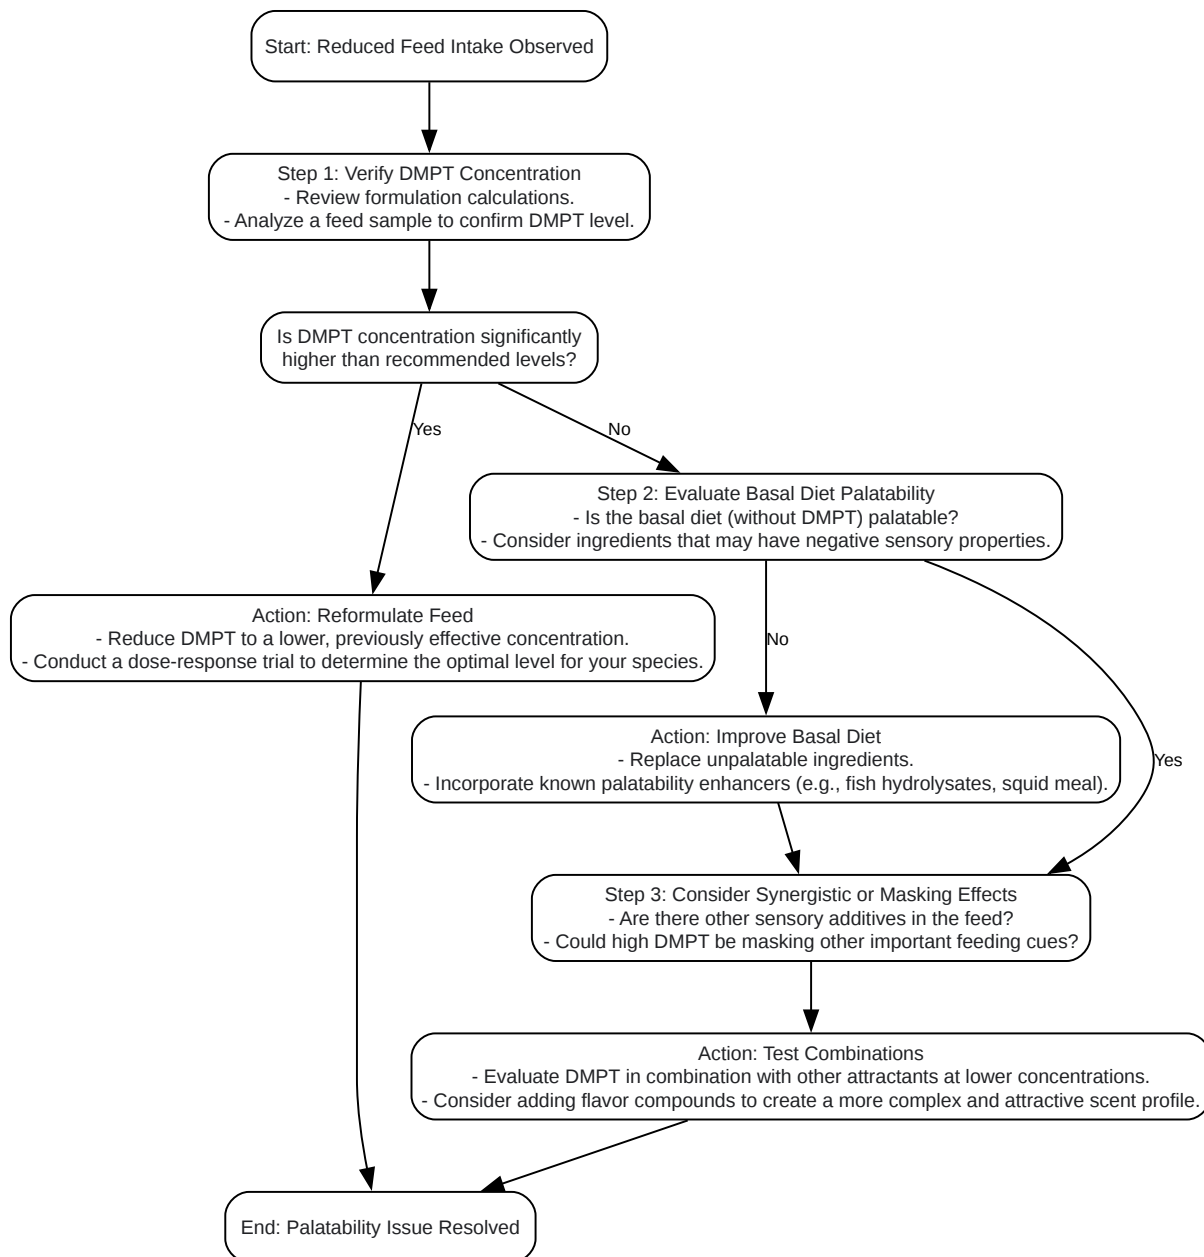 Start: Reduced Feed Intake Observed
Step 1: Verify DMPT Concentration
- Review formulation calculations.
- Analyze a feed sample to confirm DMPT level.
Is DMPT concentration significantly
higher than recommended levels?
Yes
No
Step 2: Evaluate Basal Diet Palatability
- Is the basal diet (without DMPT) palatable?
- Consider ingredients that may have negative sensory properties.
Action: Reformulate Feed
- Reduce DMPT to a lower, previously effective concentration.
- Conduct a dose-response trial to determine the optimal level for your species.
No
Action: Improve Basal Diet
- Replace unpalatable ingredients.
- Incorporate known palatability enhancers (e.g., fish hydrolysates, squid meal).
Yes
Step 3: Consider Synergistic or Masking Effects
- Are there other sensory additives in the feed?
- Could high DMPT be masking other important feeding cues?
Action: Test Combinations
- Evaluate DMPT in combination with other attractants at lower concentrations.
- Consider adding flavor compounds to create a more complex and attractive scent profile.
End: Palatability Issue Resolved